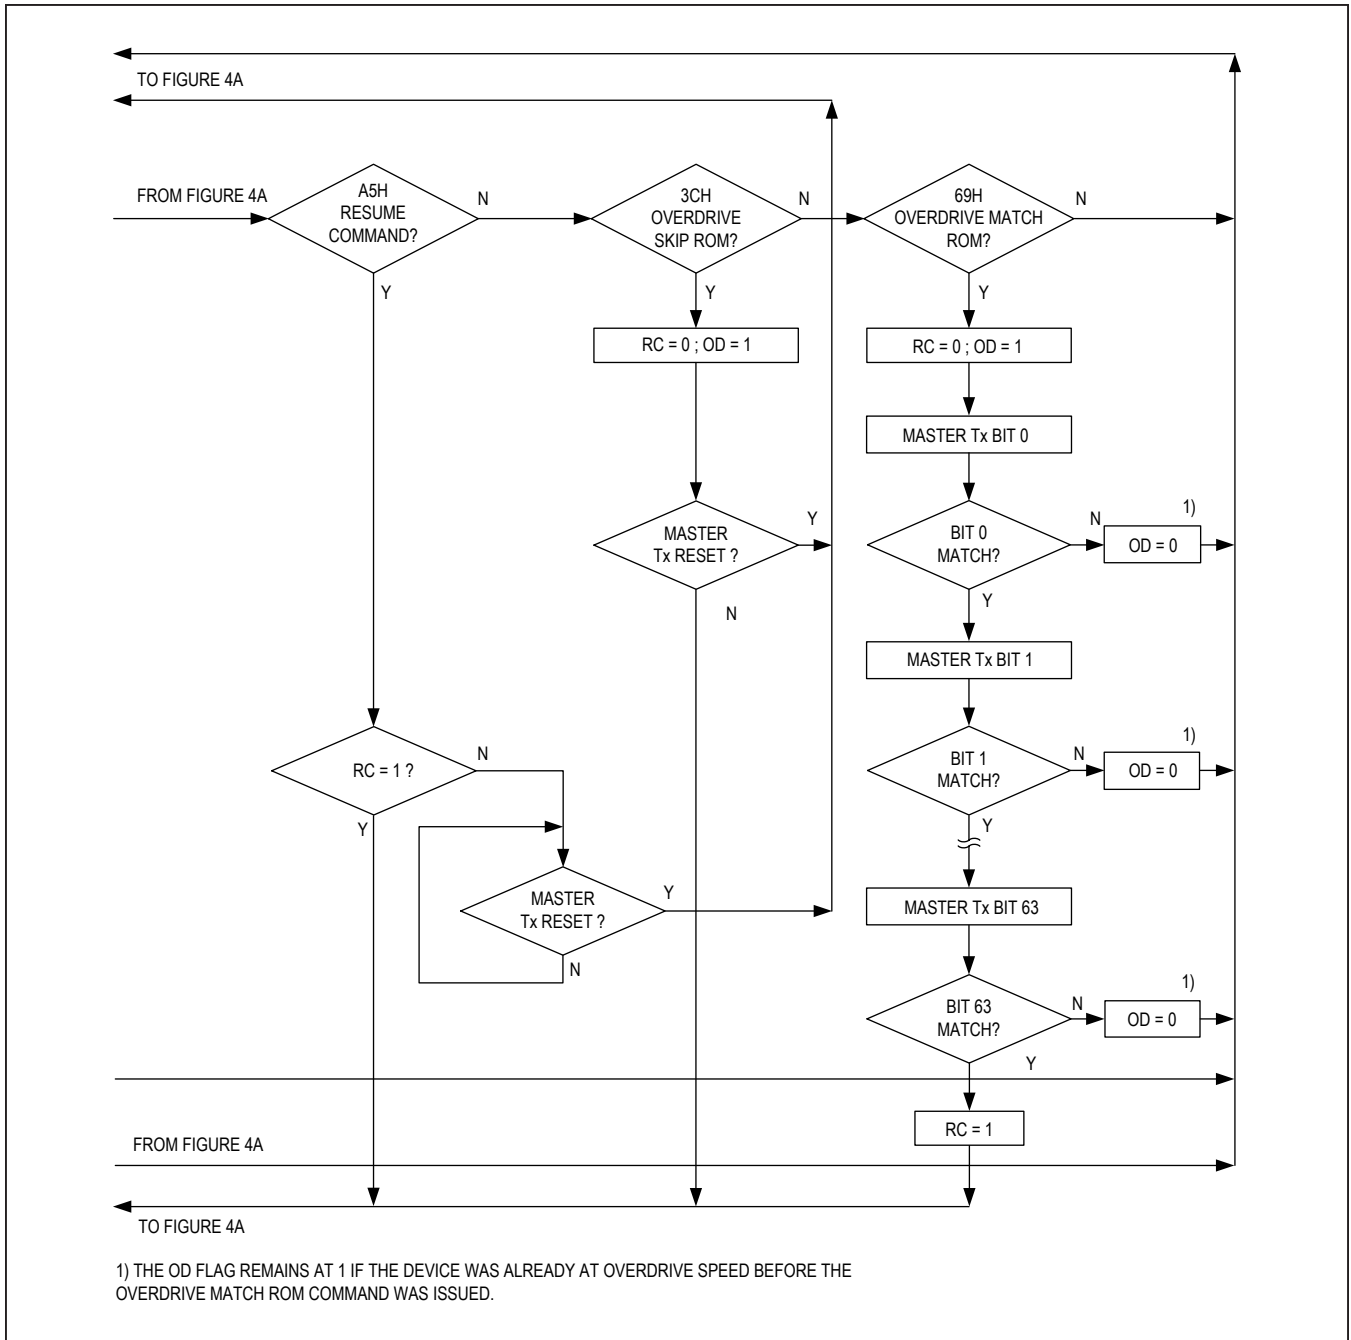 TO FIGURE 4A
FROM FIGURE 4A
A5H
RESUME
COMMAND?
N
Y
3CH
OVERDRIVE
SKIP ROM?
N
Y
69H
OVERDRIVE MATCH
ROM?
N
Y
RC = 0 ; OD = 1
RC = 0 ; OD = 1
MASTER Tx BIT 0
MASTER
Tx RESET ?
Y
N
BIT 0
MATCH?
N
1)
OD = 0
Y
MASTER Tx BIT 1
RC = 1 ?
N
Y
BIT 1
MATCH?
N
1)
OD = 0
Y
MASTER
Tx RESET ?
Y
N
MASTER Tx BIT 63
BIT 63
MATCH?
N
1)
OD = 0
Y
RC = 1
FROM FIGURE 4A
TO FIGURE 4A
1) THE OD FLAG REMAINS AT 1 IF THE DEVICE WAS ALREADY AT OVERDRIVE SPEED BEFORE THE
OVERDRIVE MATCH ROM COMMAND WAS ISSUED.